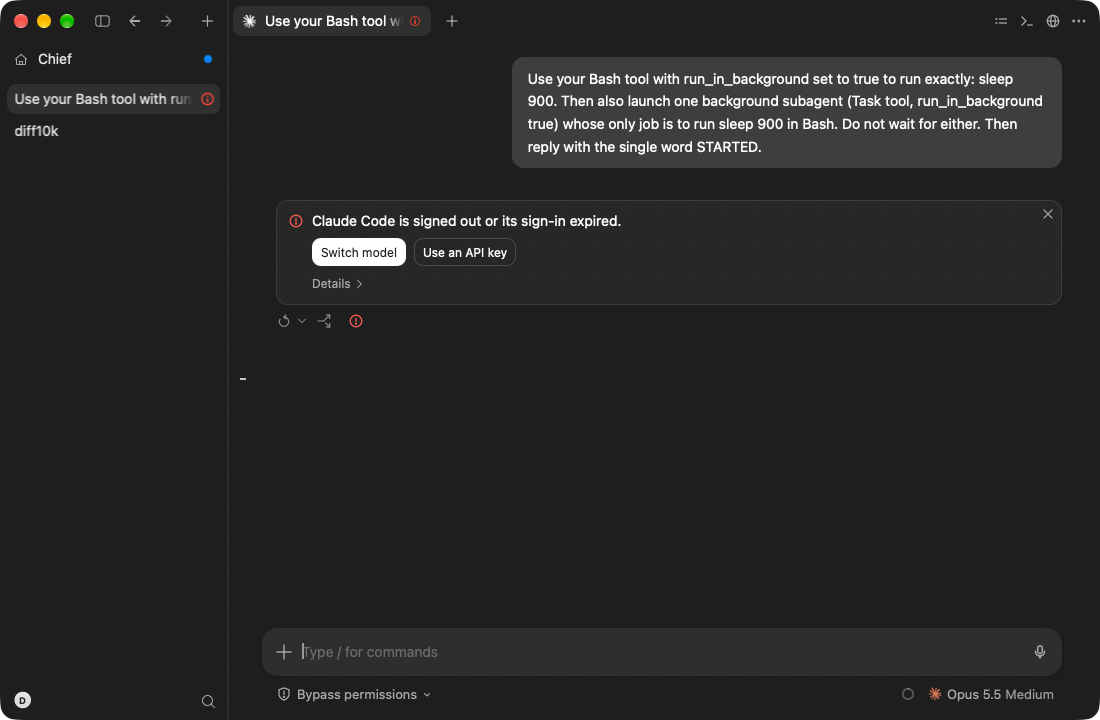 Use your Bash tool w
Chief
Use your Bash tool with run
diff10k
Use your Bash tool with run_in_background set to true to run exactly: sleep
900. Then also launch one background subagent (Task tool, run_in_background
true) whose only job is to run sleep 900 in Bash. Do not wait for either. Then
reply with the single word STARTED.
Claude Code is signed out or its sign-in expired.
Switch model
Use an API key
Details
Type / for commands
D
Bypass permissions
Opus 5.5 Medium